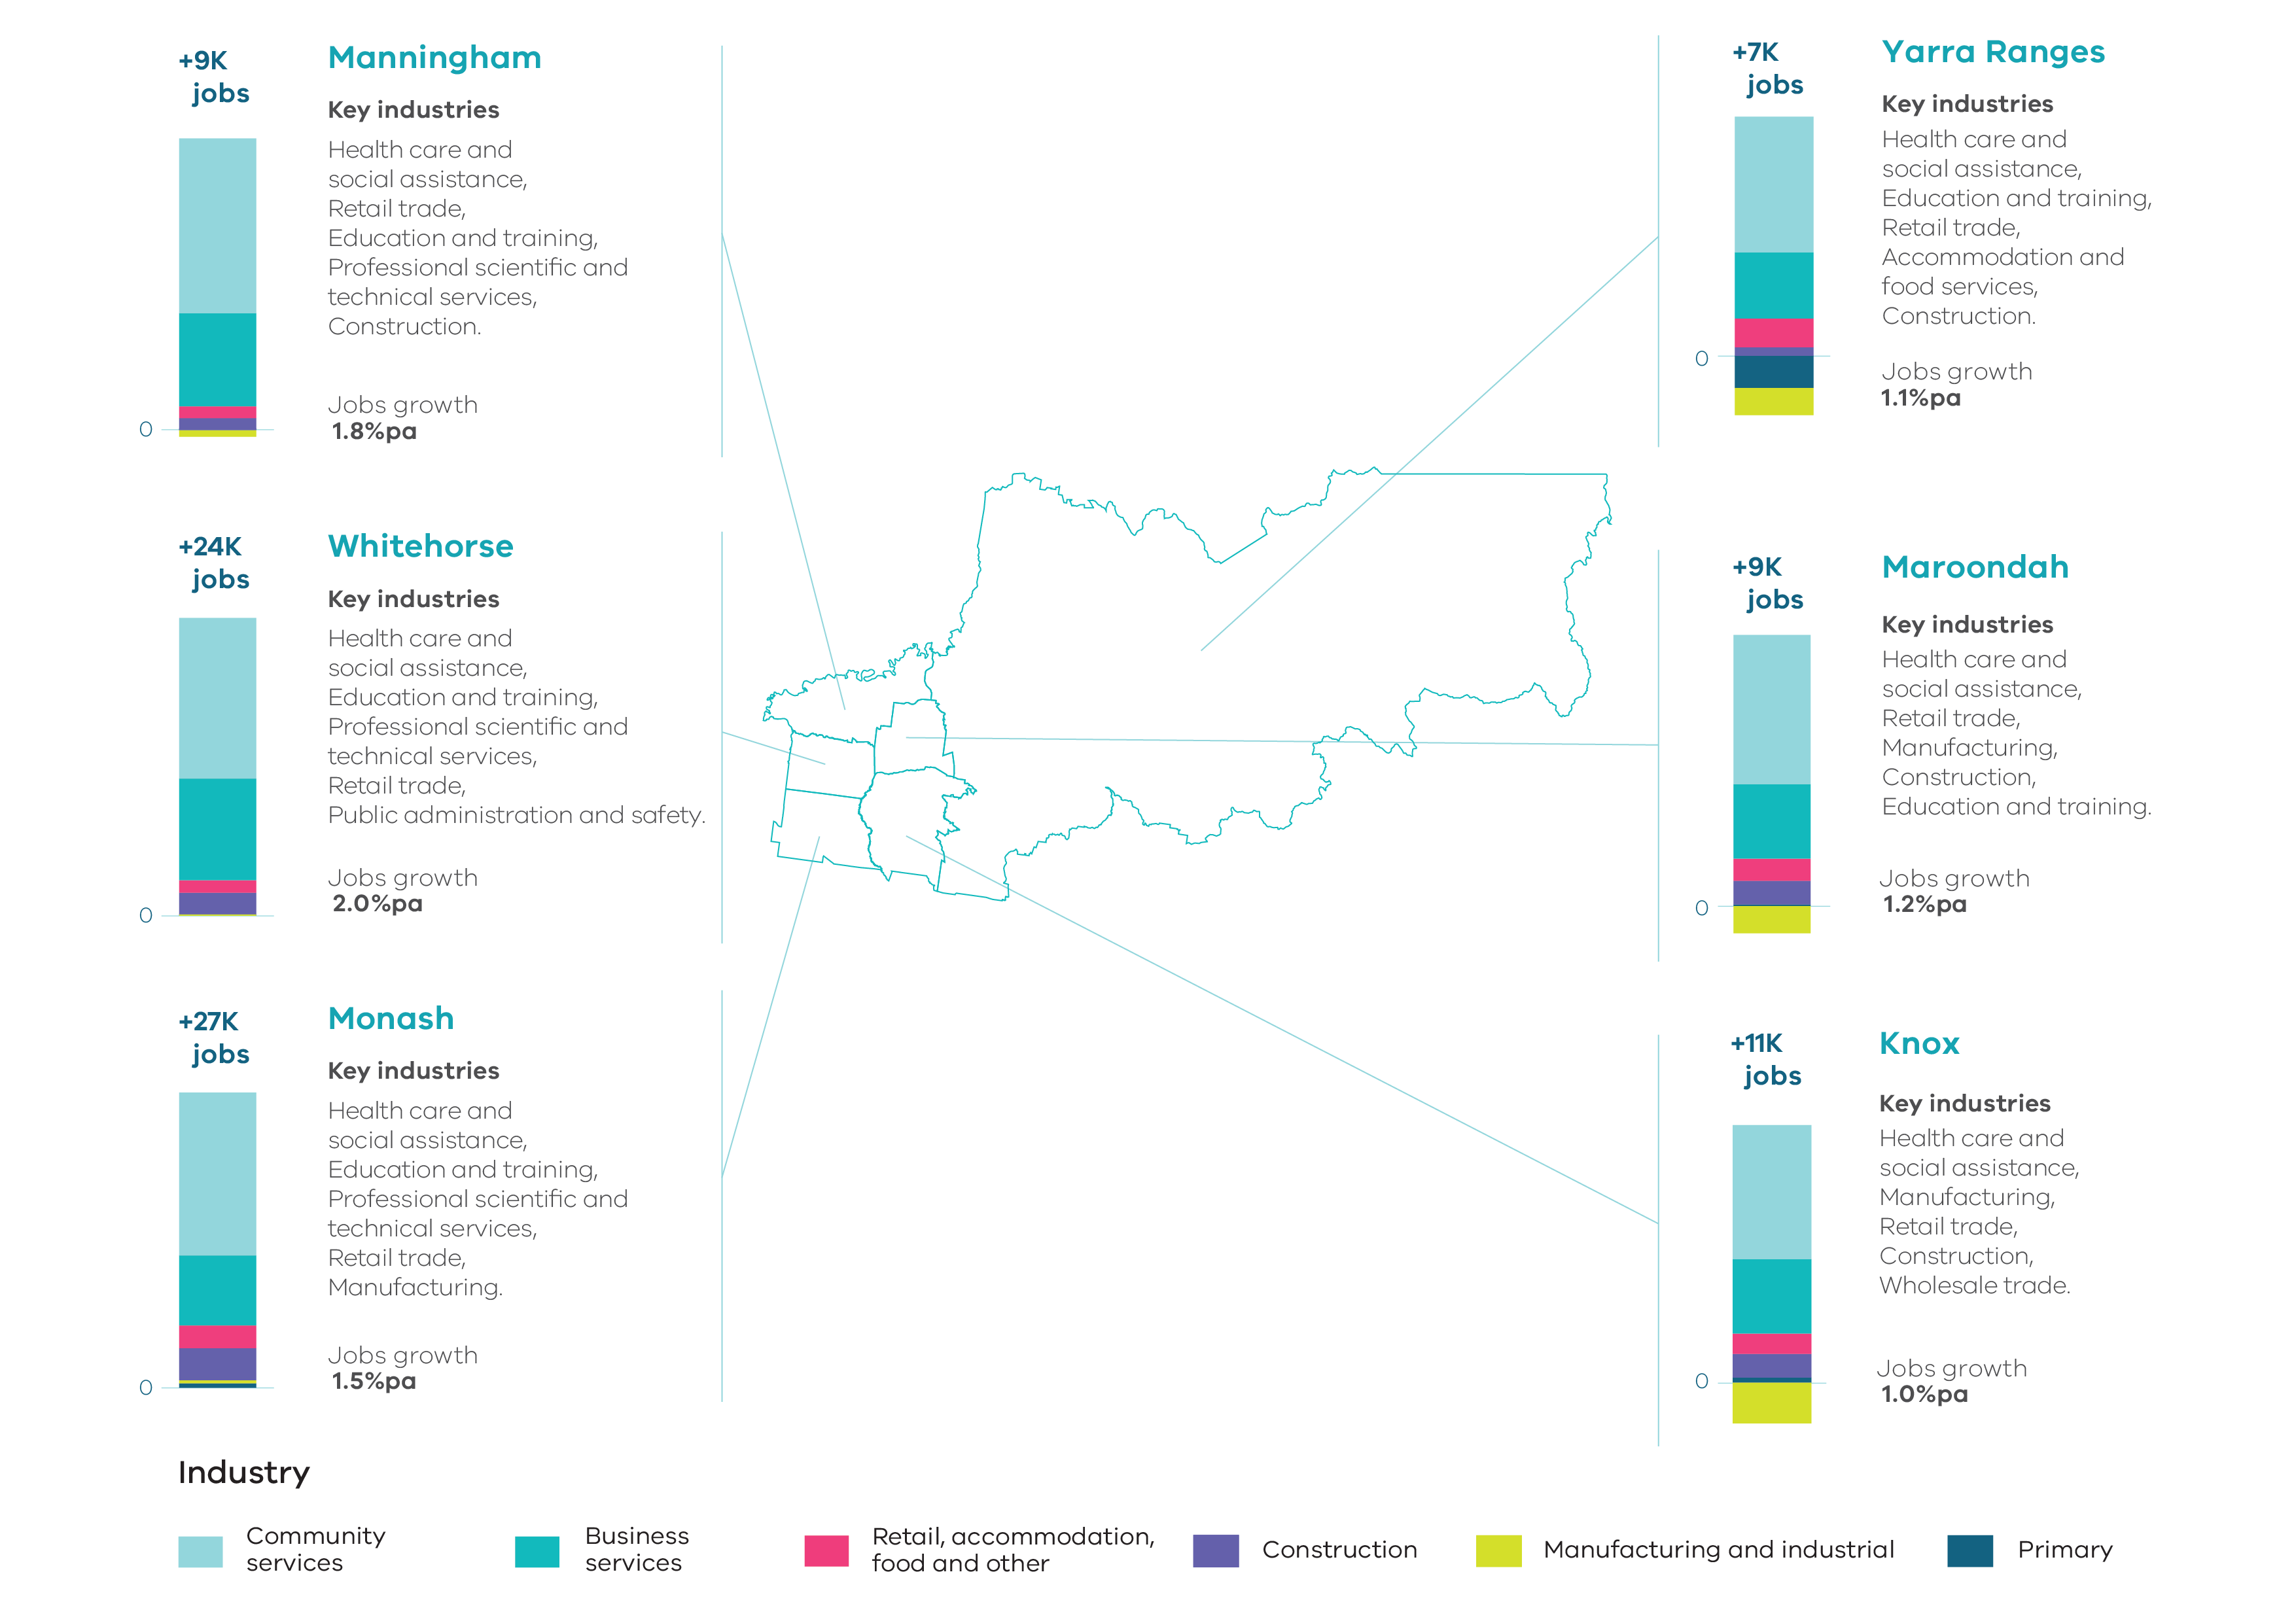 +9K
jobs
Manningham
Key industries
Health care and
social assistance,
Retail trade,
Education and training,
Professional scientific and
technical services,
Construction.
Jobs growth
1.8%pa
0
+24K
jobs
Whitehorse
Key industries
Health care and
social assistance,
Education and training,
Professional scientific and
technical services,
Retail trade,
Public administration and safety.
Jobs growth
2.0%pa
0
+27K
jobs
Monash
Key industries
Health care and
social assistance,
Education and training,
Professional scientific and
technical services,
Retail trade,
Manufacturing.
Jobs growth
1.5%pa
0
+7K
jobs
Yarra Ranges
Key industries
Health care and
social assistance,
Education and training,
Retail trade,
Accommodation and
food services,
Construction.
0
Jobs growth
1.1%pa
+9K
jobs
Maroondah
Key industries
Health care and
social assistance,
Retail trade,
Manufacturing,
Construction,
Education and training.
Jobs growth
1.2%pa
0
+11K
jobs
Knox
Key industries
Health care and
social assistance,
Manufacturing,
Retail trade,
Construction,
Wholesale trade.
Jobs growth
1.0%pa
0
Industry
Community
services
Business
services
Retail, accommodation,
food and other
Construction
Manufacturing and industrial
Primary